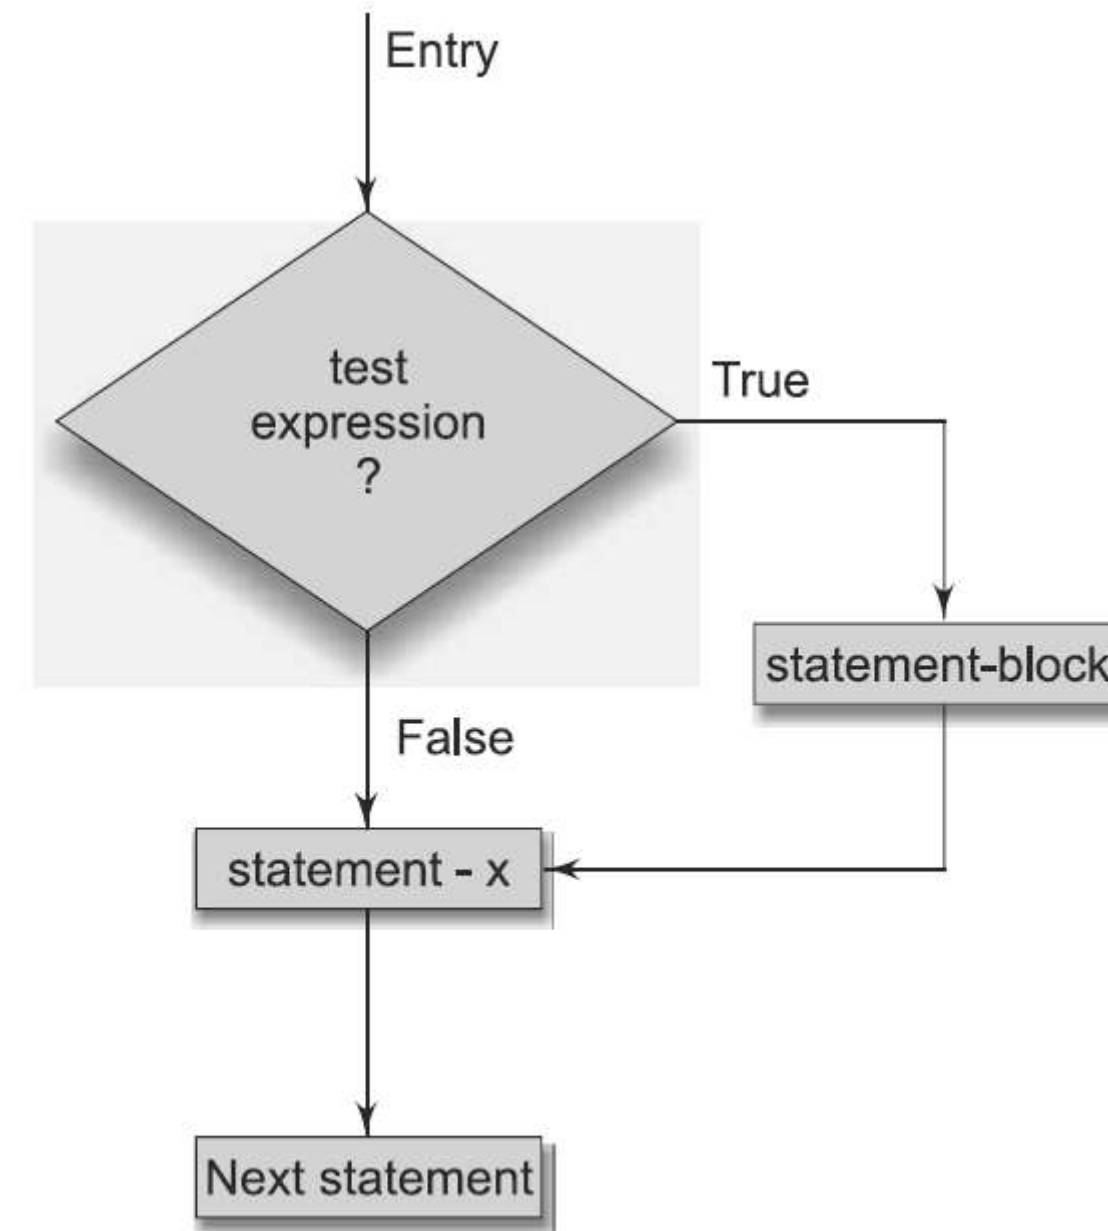 Entry
test
expression
?
True
statement-block
False
statement - x
Next statement